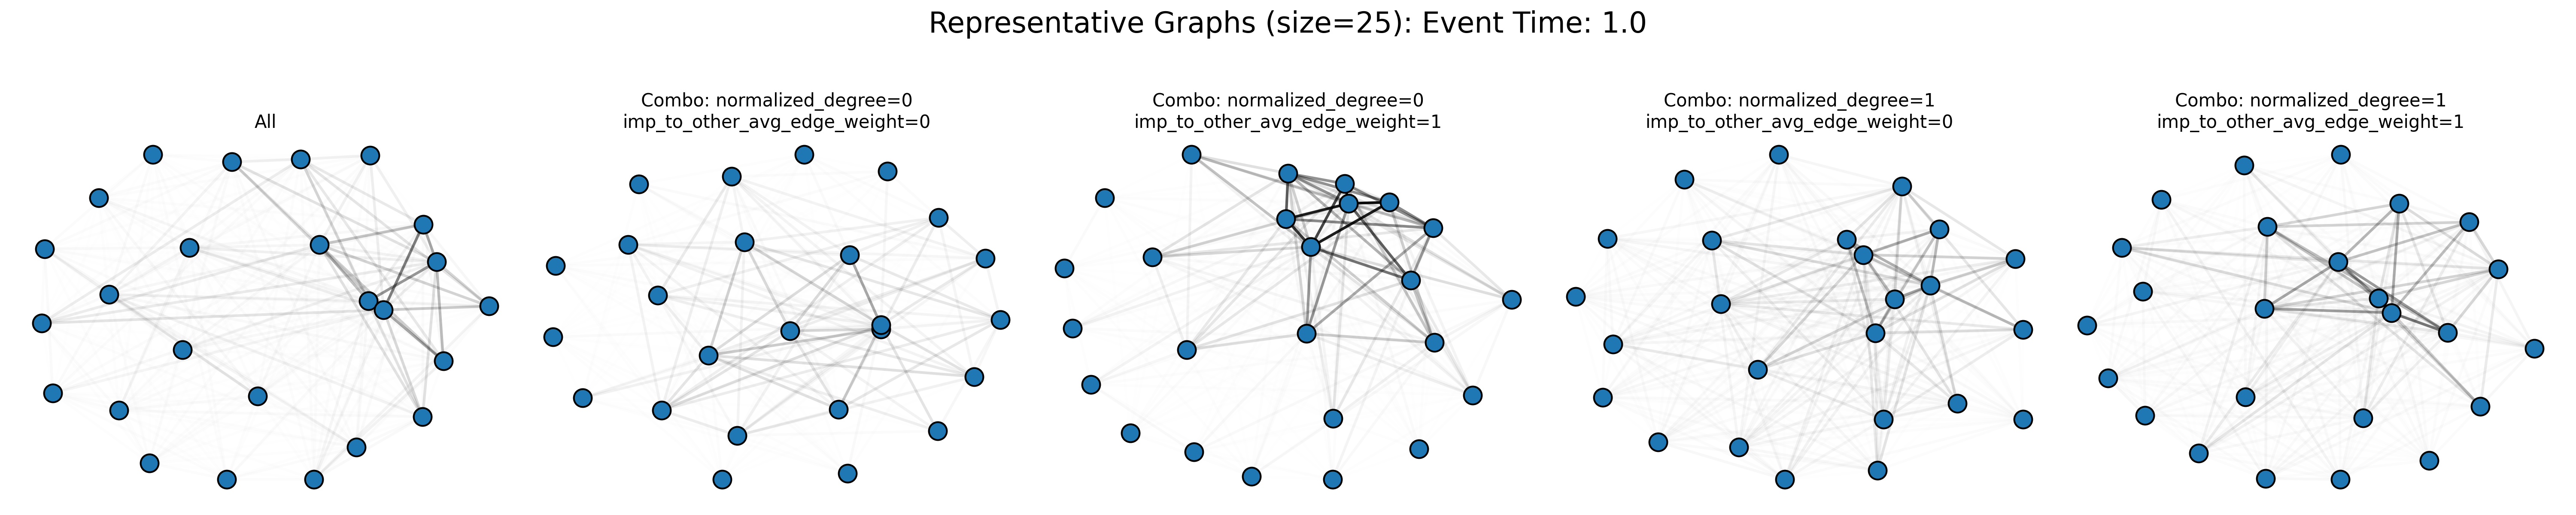 Representative Graphs (size=25): Event Time: 1.0
All
Combo: normalized_degree=0
imp_to_other_avg_edge_weight=0
Combo: normalized_degree=0
imp_to_other_avg_edge_weight=1
Combo: normalized_degree=1
imp_to_other_avg_edge_weight=0
Combo: normalized_degree=1
imp_to_other_avg_edge_weight=1